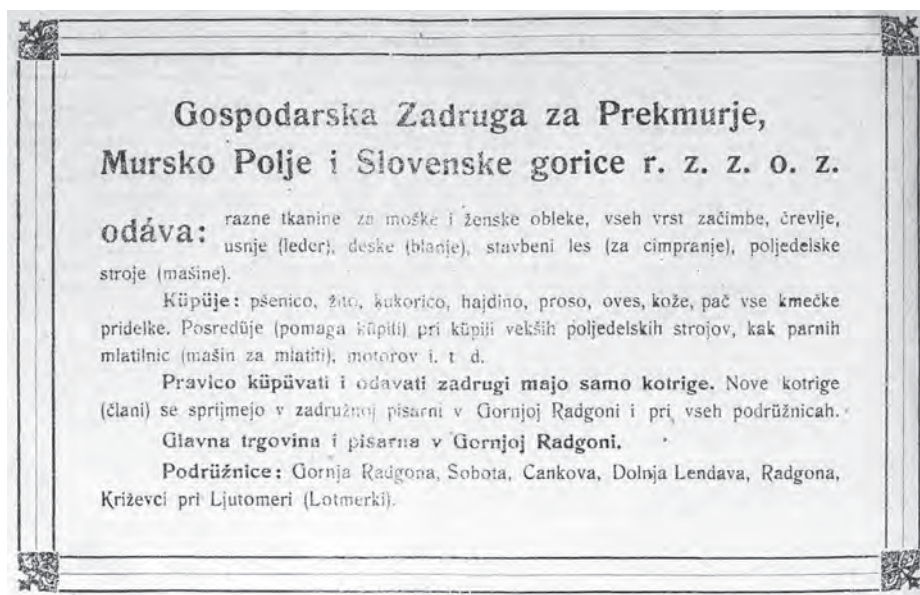 Gospodarska Zadruga za Prekmurje,
Mursko Polje i Slovenske gorice r. z. z. o. z.
odáva: razne tkanine za moške i ženske obleke, vseh vrst začimbe, črevlje,
usnje (leder), deske (blanje), stavbeni les (za cimpranje), poljedelske
stroje (mašine).
Küpüje: pšenico, žito, kukorico, hajdino, proso, oves, kože, pač vse kmečke
pridelke. Posredüje (pomaga küpiti) pri küpili vekših poljedelskih strojov, kak parnih
mlatilnic (mašin za mlatiti), motorov i. t d.
Pravico küpüvati i odavati zadrugi majo samo kotrige. Nove kotrige
(člani) se sprijmejo v zadružnoj pisarni v Gornjoj Radgoni i pri vseh podrüžnicah.
Glavna trgovina i pisarna v Gornjoj Radgoni.
Podrüžnice: Gornja Radgona, Sobota, Cankova, Dolnja Lendava, Radgona,
Križevci pri Ljutomeri (Lotmerki).